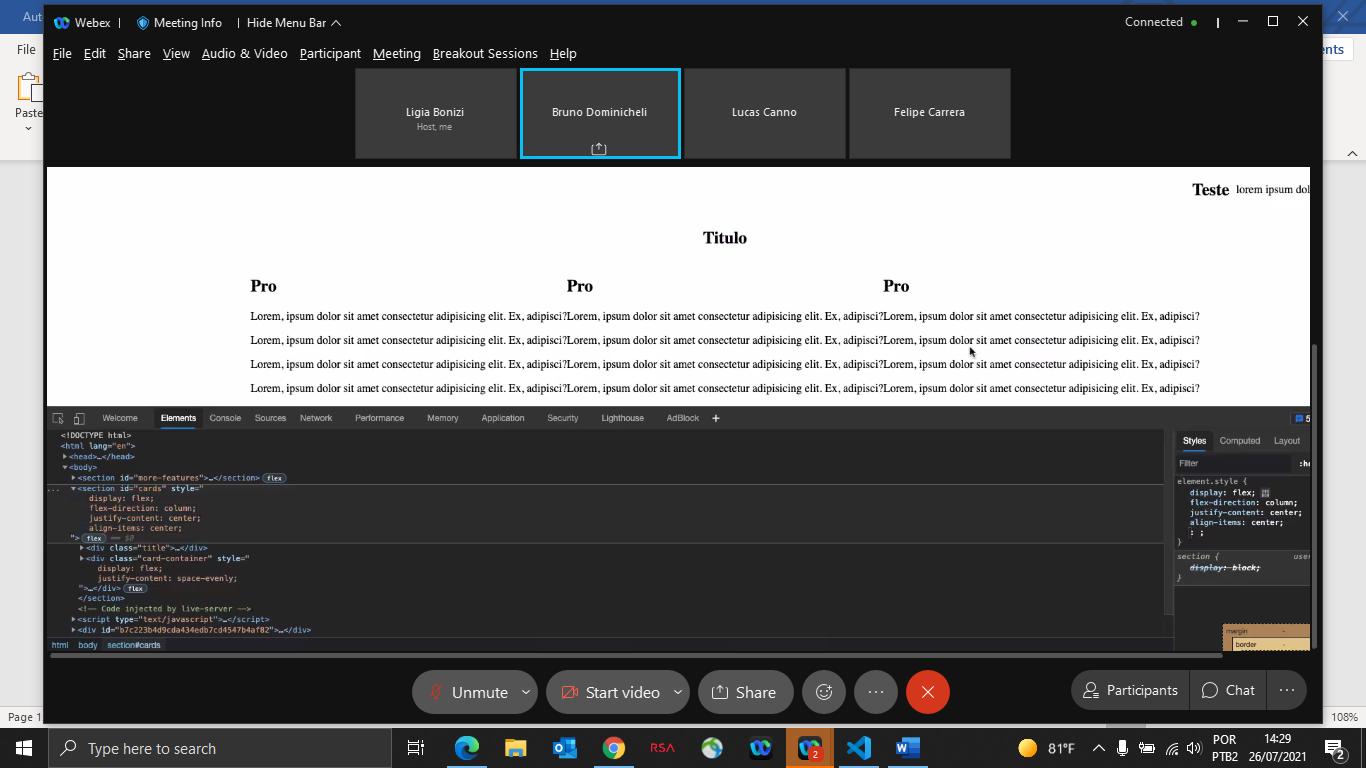 Aut
Webex
Meeting Info
Hide Menu Bar
Connected
File
File Edit Share View Audio & Video Participant Meeting Breakout Sessions Help
ents
Paste
Ligia Bonizi
Host, me
Bruno Dominicheli
Lucas Canno
Felipe Carrera
Teste lorem ipsum dol
Titulo
Pro Pro Pro
Lorem, ipsum dolor sit amet consectetur adipisicing elit. Ex, adipisci?Lorem, ipsum dolor sit amet consectetur adipisicing elit. Ex, adipisci?Lorem, ipsum dolor sit amet consectetur adipisicing elit. Ex, adipisci?
Lorem, ipsum dolor sit amet consectetur adipisicing elit. Ex, adipisci?Lorem, ipsum dolor sit amet consectetur adipisicing elit. Ex, adipisci?Lorem, ipsum dolor sit amet consectetur adipisicing elit. Ex, adipisci?
Lorem, ipsum dolor sit amet consectetur adipisicing elit. Ex, adipisci?Lorem, ipsum dolor sit amet consectetur adipisicing elit. Ex, adipisci?Lorem, ipsum dolor sit amet consectetur adipisicing elit. Ex, adipisci?
Lorem, ipsum dolor sit amet consectetur adipisicing elit. Ex, adipisci?Lorem, ipsum dolor sit amet consectetur adipisicing elit. Ex, adipisci?Lorem, ipsum dolor sit amet consectetur adipisicing elit. Ex, adipisci?
Welcome Elements Console Sources Network Performance Memory Application Security Lighthouse AdBlock + 5
<!DOCTYPE html>
<html lang="en">
<head>…</head>
<body>
<section id="more-features">…</section> flex
... <section id="cards" style="
display: flex;
flex-direction: column;
justify-content: center;
align-items: center;
"> flex == $0
<div class="title">…</div>
<div class="card-container" style="
display: flex;
justify-content: space-evenly;
">…</div> flex
</section>
<!-- Code injected by live-server -->
<script type="text/javascript">…</script>
<div id="b7c223b4d9cda434edb7cd4547b4af82">…</div>
html body section#cards
Styles Computed Layout
Filter :ho
element.style {
display: flex;
flex-direction: column;
justify-content: center;
align-items: center;
: ;
}
section { user
display: block;
}
margin -
border -
Unmute
Start video
Share
Participants
Chat
Page 1
108%
Type here to search
RSA
2
81°F
POR
PTB2
14:29
26/07/2021
2